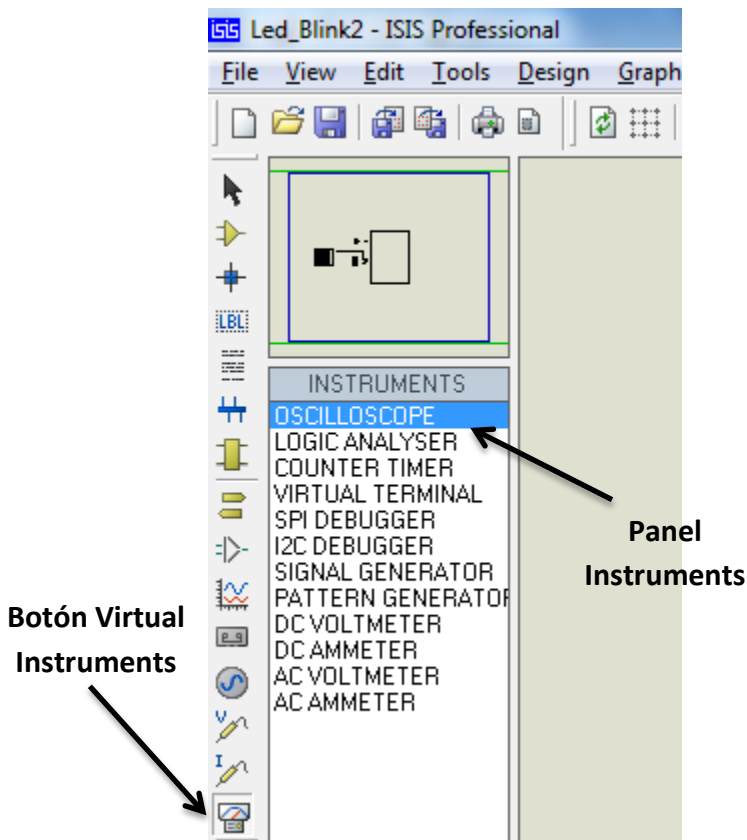 isis Led_Blink2 - ISIS Professional
File View Edit Tools Design Graph
LBL
INSTRUMENTS
OSCILLOSCOPE
LOGIC ANALYSER
COUNTER TIMER
VIRTUAL TERMINAL
SPI DEBUGGER
I2C DEBUGGER
SIGNAL GENERATOR
PATTERN GENERATOR
DC VOLTMETER
DC AMMETER
AC VOLTMETER
AC AMMETER
V
I
Panel
Instruments
Botón Virtual
Instruments